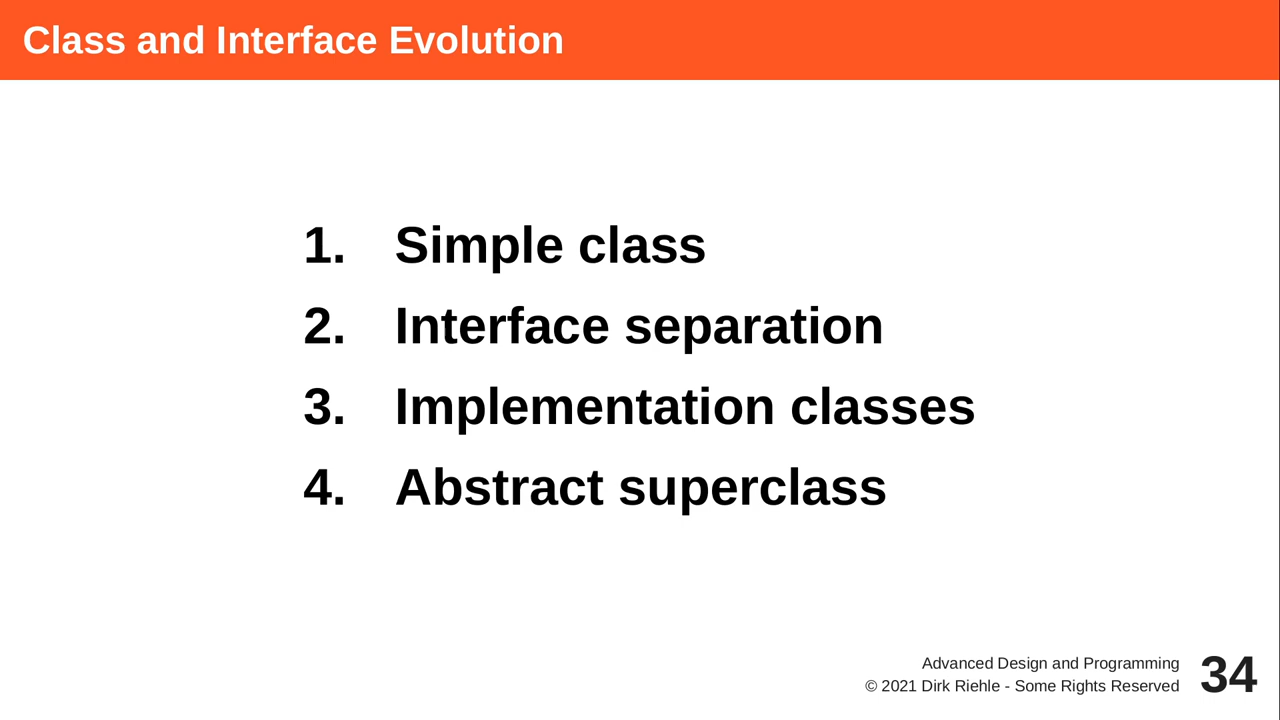 Class and Interface Evolution
1. Simple class
2. Interface separation
3. Implementation classes
4. Abstract superclass
Advanced Design and Programming
© 2021 Dirk Riehle - Some Rights Reserved
34